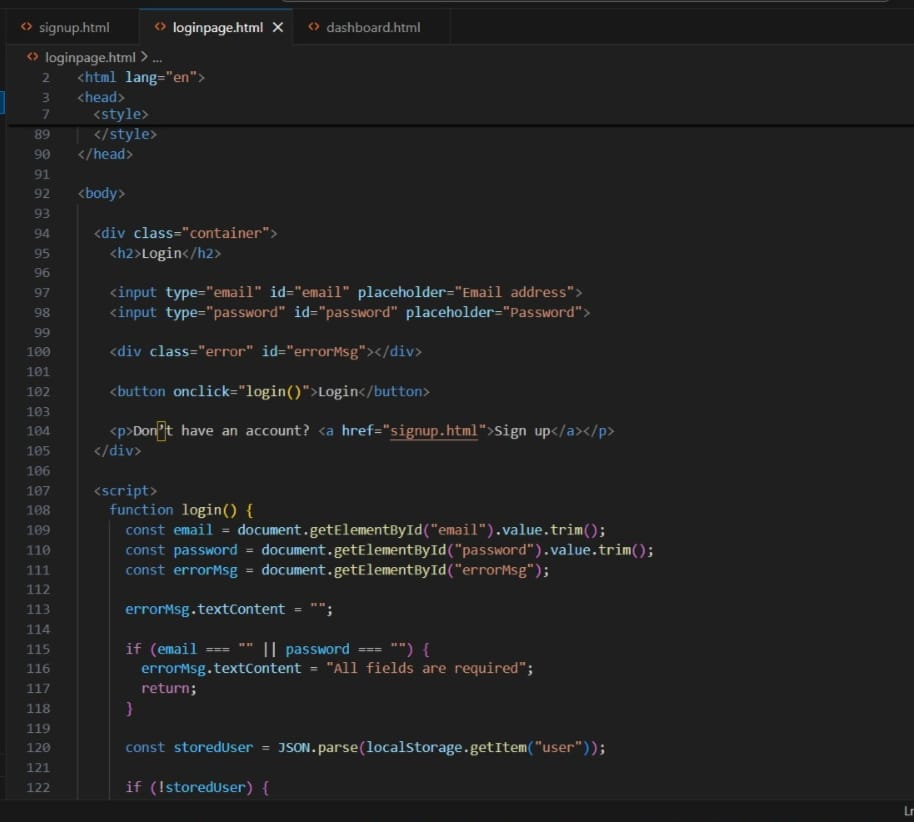 signup.html
loginpage.html
dashboard.html
loginpage.html > ...
2 <html lang="en">
3 <head>
7 <style>
89 </style>
90 </head>
91
92 <body>
93
94 <div class="container">
95 <h2>Login</h2>
96
97 <input type="email" id="email" placeholder="Email address">
98 <input type="password" id="password" placeholder="Password">
99
100 <div class="error" id="errorMsg"></div>
101
102 <button onclick="login()">Login</button>
103
104 <p>Don’t have an account? <a href="signup.html">Sign up</a></p>
105 </div>
106
107 <script>
108 function login() {
109 const email = document.getElementById("email").value.trim();
110 const password = document.getElementById("password").value.trim();
111 const errorMsg = document.getElementById("errorMsg");
112
113 errorMsg.textContent = "";
114
115 if (email === "" || password === "") {
116 errorMsg.textContent = "All fields are required";
117 return;
118 }
119
120 const storedUser = JSON.parse(localStorage.getItem("user"));
121
122 if (!storedUser) {